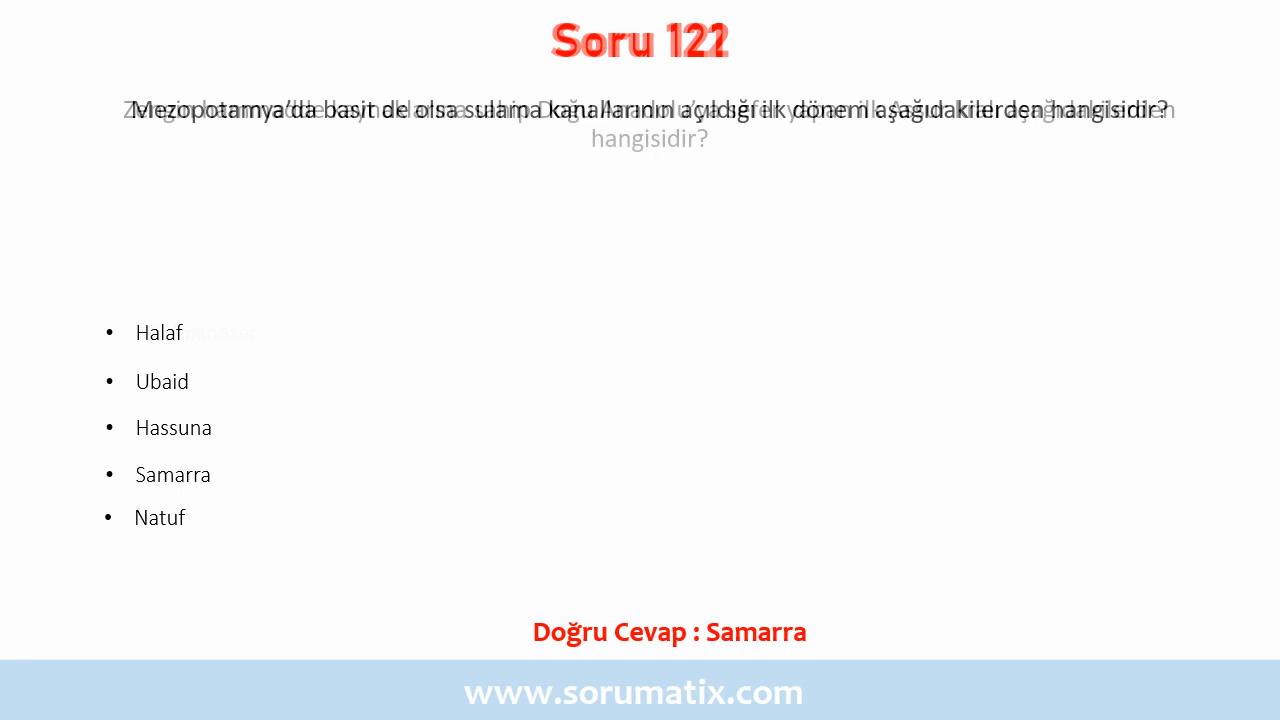 Soru 122
Mezopotamya’da basit de olsa sulama kanallarının açıldığı ilk dönem aşağıdakilerden hangisidir?
hangisidir?
• Halaf
• Ubaid
• Hassuna
• Samarra
• Natuf
Doğru Cevap : Samarra
www.sorumatix.com